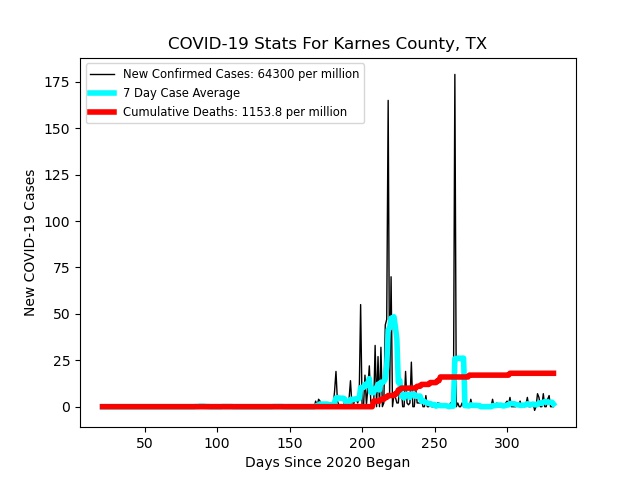 COVID-19 Stats For Karnes County, TX
New Confirmed Cases: 64300 per million
7 Day Case Average
Cumulative Deaths: 1153.8 per million
New COVID-19 Cases
175
150
125
100
75
50
25
0
50
100
150
200
250
300
Days Since 2020 Began